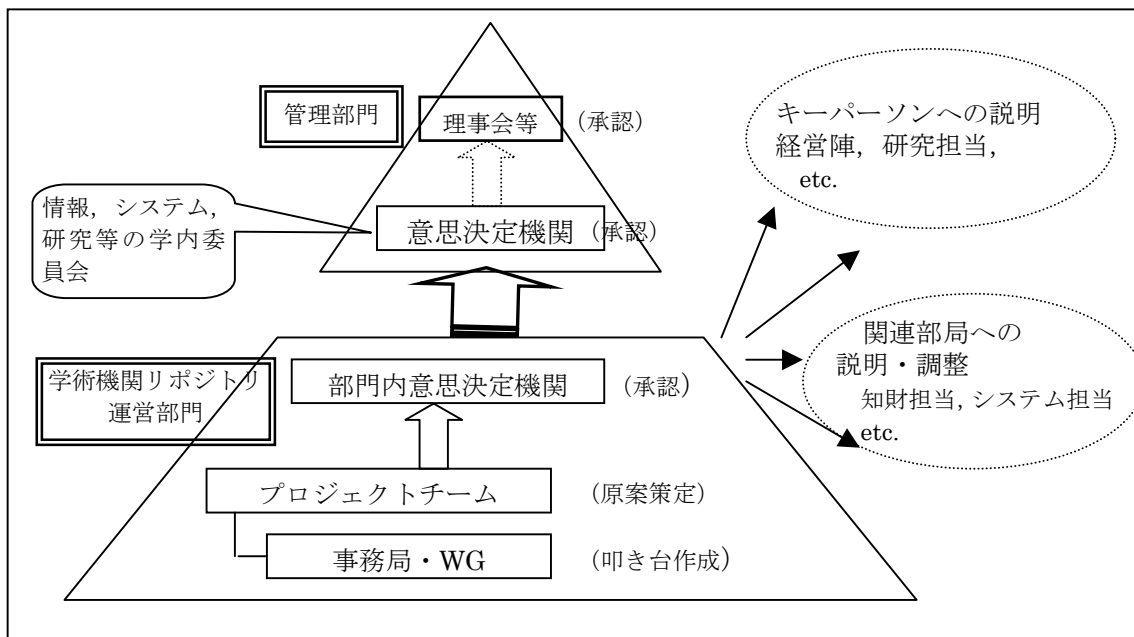 管理部門
理事会等
（承認）
キーパーソンへの説明
経営陣，研究担当，
etc.
情報，システム，
研究等の学内委
員会
意思決定機関
（承認）
学術機関リポジトリ
運営部門
部門内意思決定機関
（承認）
関連部局への
説明・調整
知財担当，システム担当
etc.
プロジェクトチーム
（原案策定）
事務局・WG
（叩き台作成）